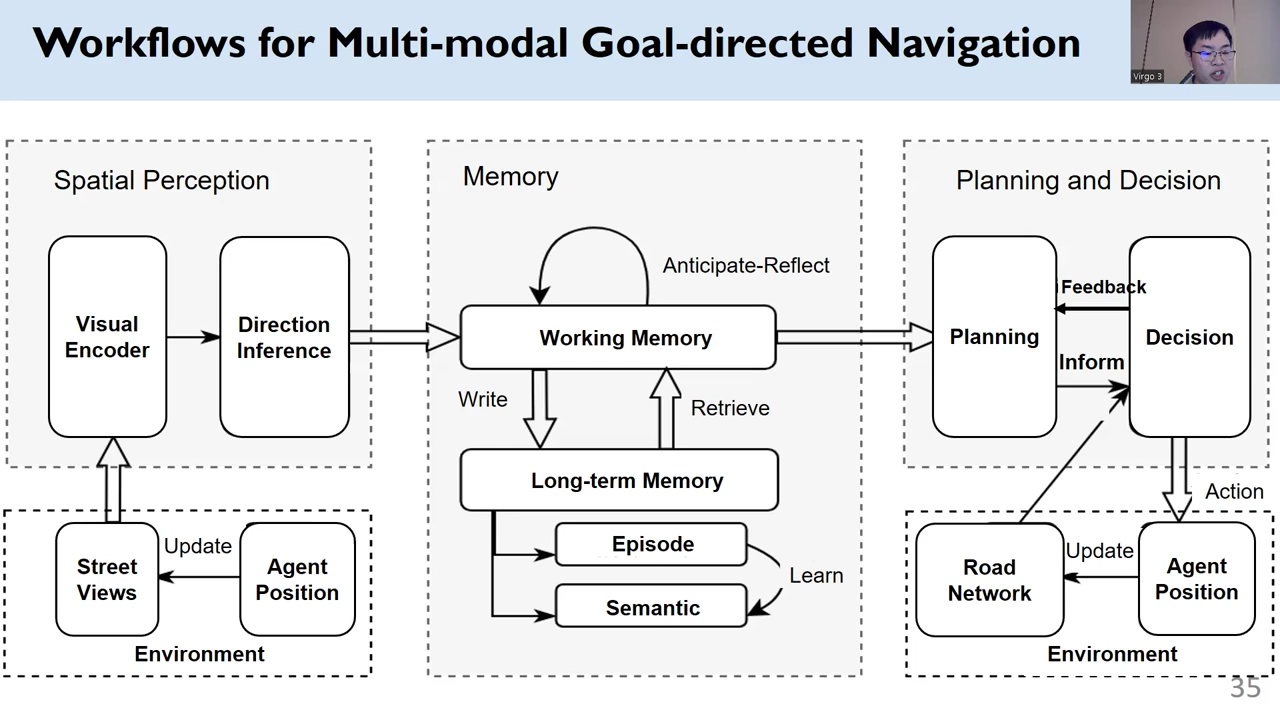 Workflows for Multi-modal Goal-directed Navigation
Virgo 3
Spatial Perception
Visual
Encoder
Direction
Inference
Street
Views
Update
Agent
Position
Environment
Memory
Anticipate-Reflect
Working Memory
Write
Retrieve
Long-term Memory
Episode
Semantic
Learn
Planning and Decision
Planning
Feedback
Inform
Decision
Action
Road
Network
Update
Agent
Position
Environment
35